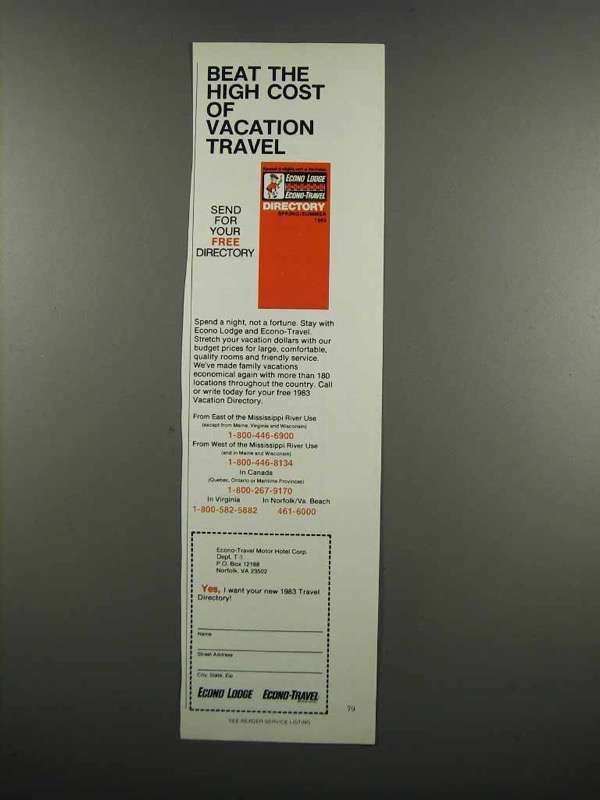 BEAT THE
HIGH COST
OF
VACATION
TRAVEL
Spend a night, not a fortune.
ECONO LODGE
ECONO-TRAVEL
DIRECTORY
SPRING/SUMMER
1983
SEND
FOR
YOUR
FREE
DIRECTORY
Spend a night, not a fortune. Stay with
Econo Lodge and Econo-Travel.
Stretch your vacation dollars with our
budget prices for large, comfortable,
quality rooms and friendly service.
We've made family vacations
economical again with more than 180
locations throughout the country. Call
or write today for your free 1983
Vacation Directory.
From East of the Mississippi River Use
(except from Maine, Virginia and Wisconsin)
1-800-446-6900
From West of the Mississippi River Use
(and in Maine and Wisconsin)
1-800-446-8134
In Canada
(Quebec, Ontario or Maritime Provinces)
1-800-267-9170
In Virginia In Norfolk/Va. Beach
1-800-582-5882 461-6000
Econo-Travel Motor Hotel Corp.
Dept. T-3
P.O. Box 12188
Norfolk, VA 23502
Yes, I want your new 1983 Travel
Directory!
Name
Street Address
City, State, Zip
ECONO LODGE ECONO-TRAVEL
79
SEE READER SERVICE LISTING